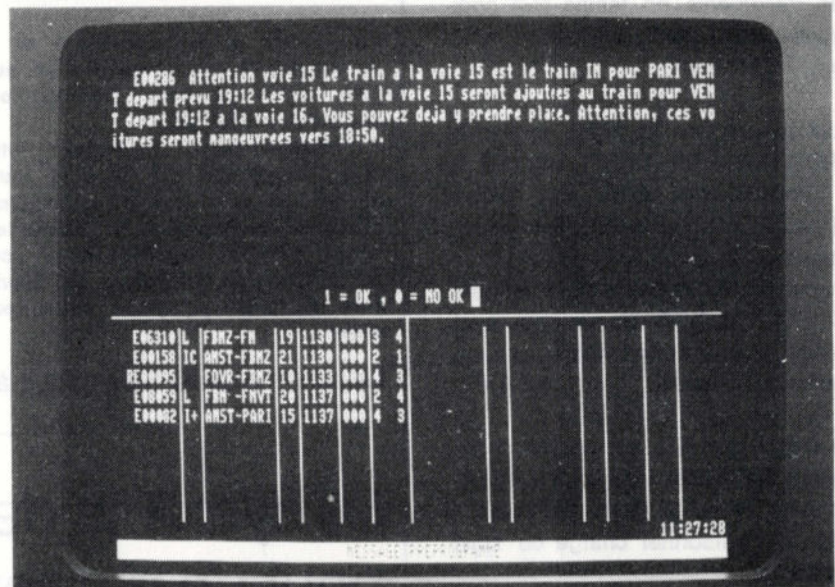 E00286 Attention voie 15 Le train a la voie 15 est le train IN pour PARI VEN
T depart prevu 19:12 Les voitures a la voie 15 seront ajoutees au train pour VEN
T depart 19:12 a la voie 16. Vous pouvez deja y prendre place. Attention, ces vo
itures seront manoeuvrees vers 18:50.
1 = OK , 0 = NO OK
E06310 L FBMZ-FN 19 1130 000 3 4
E00158 IC AMST-FBMZ 21 1130 000 2 1
RE00095 FDVR-FBMZ 10 1133 000 4 3
E08059 L -FNVT 20 1137 000 2 4
E00082 I+ AMST-PARI 15 1137 000 4 3
11:27:28
MESSAGE PREPROGRAMME